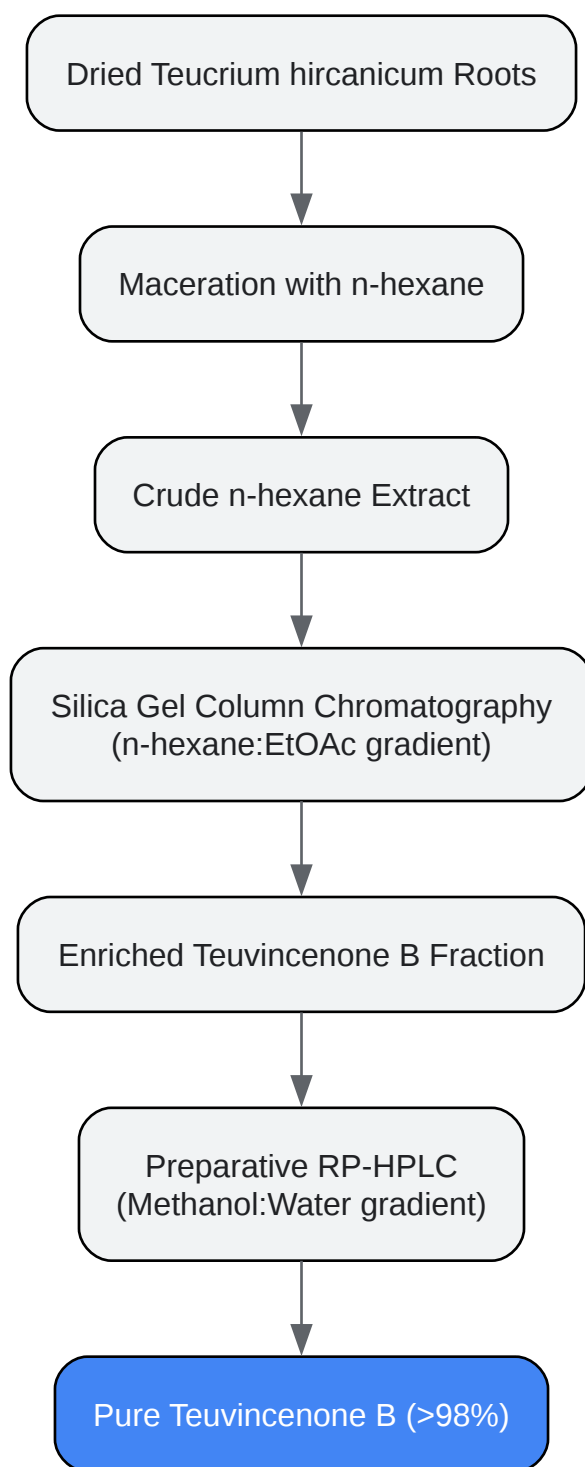 Dried Teucrium hircanicum Roots
Maceration with n-hexane
Crude n-hexane Extract
Silica Gel Column Chromatography
(n-hexane:EtOAc gradient)
Enriched Teuvincenone B Fraction
Preparative RP-HPLC
(Methanol:Water gradient)
Pure Teuvincenone B (>98%)